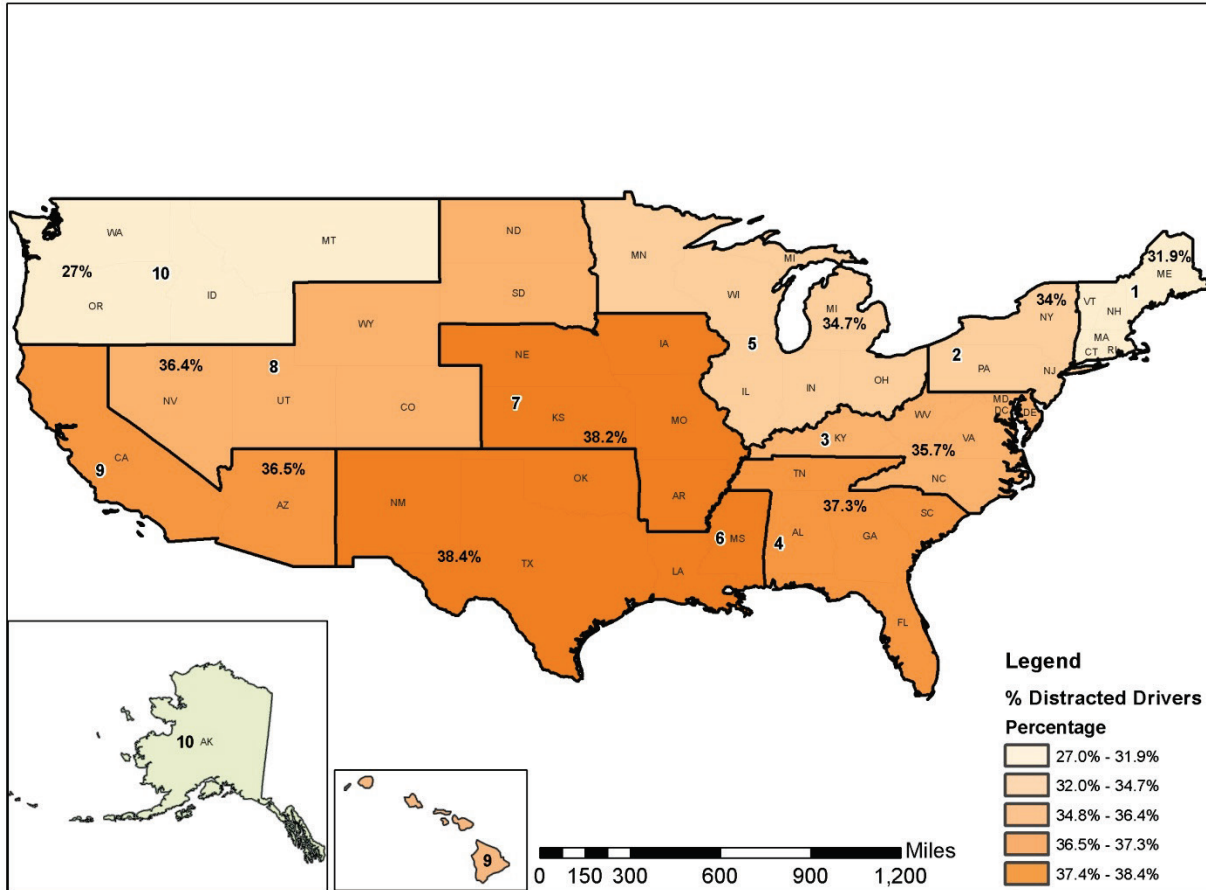 WA
MT
ND
MN
MI
31.9%
ME
27%
10
OR
ID
SD
WI
MI
34.7%
34%
NY
VT
NH
1
MA
CT
RI
WY
NE
IA
5
2
PA
NJ
36.4%
8
NV
UT
CO
7
KS
38.2%
MO
IL
IN
OH
MD
DC
DE
WV
VA
3
KY
35.7%
NC
9
CA
36.5%
AZ
NM
OK
AR
TN
37.3%
SC
38.4%
TX
LA
6
MS
4
AL
GA
FL
10
AK
9
Legend
% Distracted Drivers
Percentage
27.0% - 31.9%
32.0% - 34.7%
34.8% - 36.4%
36.5% - 37.3%
37.4% - 38.4%
Miles
0 150 300 600 900 1,200